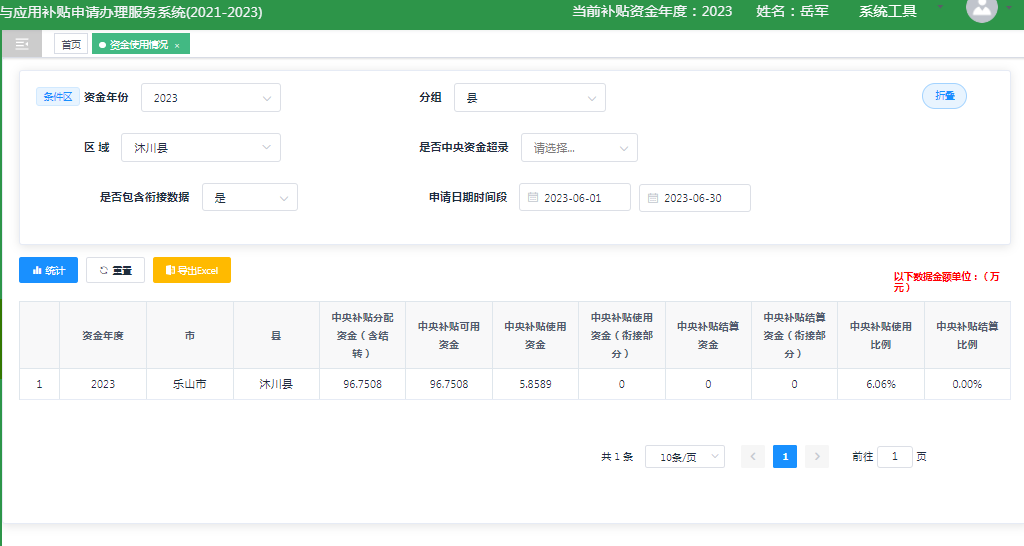 与应用补贴申请办理服务系统(2021-2023) 当前补贴资金年度：2023 姓名：岳军 系统工具
首页 资金使用情况 ×
条件区 资金年份 2023 分组 县 折叠
区 域 沐川县 是否中央资金超录 请选择...
是否包含衔接数据 是 申请日期时间段 2023-06-01 2023-06-30
统计 重置 导出Excel
以下数据金额单位：（万
元）
资金年度 市 县 中央补贴分配资金（含结转） 中央补贴可用资金 中央补贴使用资金 中央补贴使用资金（衔接部分） 中央补贴结算资金 中央补贴结算资金（衔接部分） 中央补贴使用比例 中央补贴结算比例
1 2023 乐山市 沐川县 96.7508 96.7508 5.8589 0 0 0 6.06% 0.00%
共 1 条 10条/页 1 前往 1 页